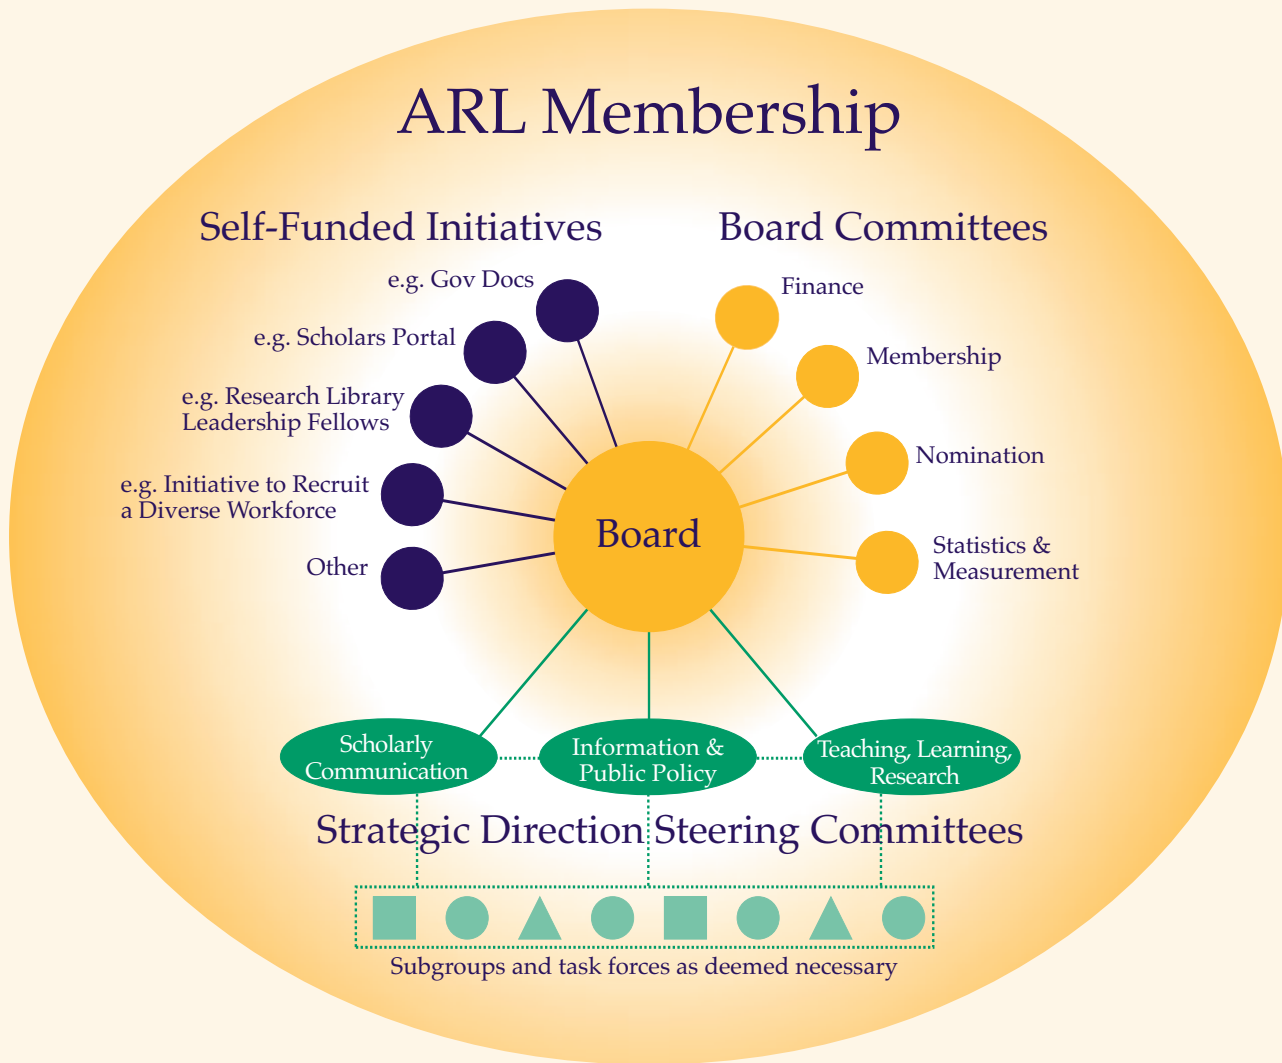 ARL Membership
Self-Funded Initiatives
Board Committees
e.g. Gov Docs
e.g. Scholars Portal
e.g. Research Library
Leadership Fellows
e.g. Initiative to Recruit
a Diverse Workforce
Other
Finance
Membership
Nomination
Statistics &
Measurement
Board
Scholarly
Communication
Information &
Public Policy
Teaching, Learning,
Research
Strategic Direction Steering Committees
Subgroups and task forces as deemed necessary